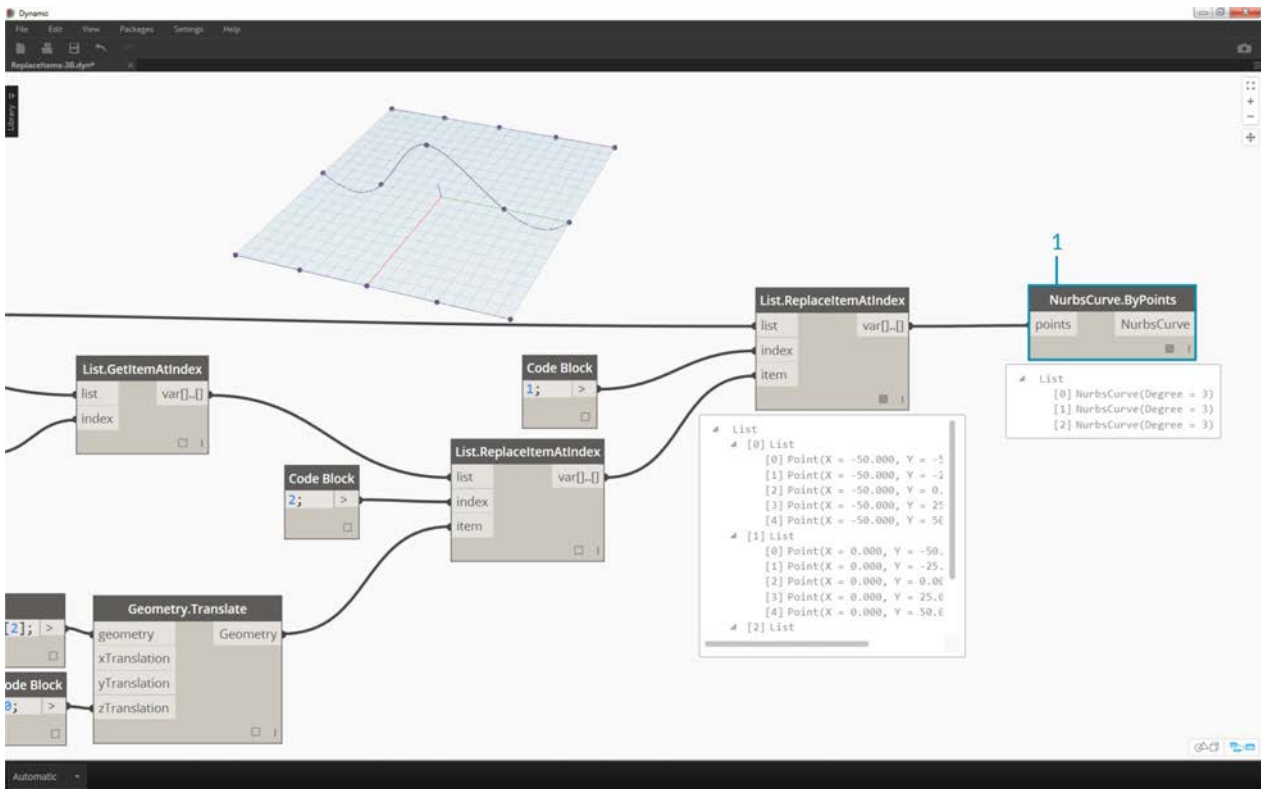 Dynamo
File Edit View Packages Settings Help
ReplaceItems-3B.dyn*
Library
1
List.ReplaceItemAtIndex
list var[]..[]
index
item
NurbsCurve.ByPoints
points NurbsCurve
List
[0] NurbsCurve(Degree = 3)
[1] NurbsCurve(Degree = 3)
[2] NurbsCurve(Degree = 3)
List.GetItemAtIndex
list var[]..[]
index
Code Block
1; >
List.ReplaceItemAtIndex
list var[]..[]
index
item
Code Block
2; >
List
[0] List
[0] Point(X = -50.000, Y = -5
[1] Point(X = -50.000, Y = -2
[2] Point(X = -50.000, Y = 0.
[3] Point(X = -50.000, Y = 25
[4] Point(X = -50.000, Y = 50
[1] List
[0] Point(X = 0.000, Y = -50.
[1] Point(X = 0.000, Y = -25.
[2] Point(X = 0.000, Y = 0.00
[3] Point(X = 0.000, Y = 25.0
[4] Point(X = 0.000, Y = 50.0
[2] List
[2]; >
Geometry.Translate
geometry Geometry
xTranslation
yTranslation
zTranslation
ode Block
0; >
Automatic